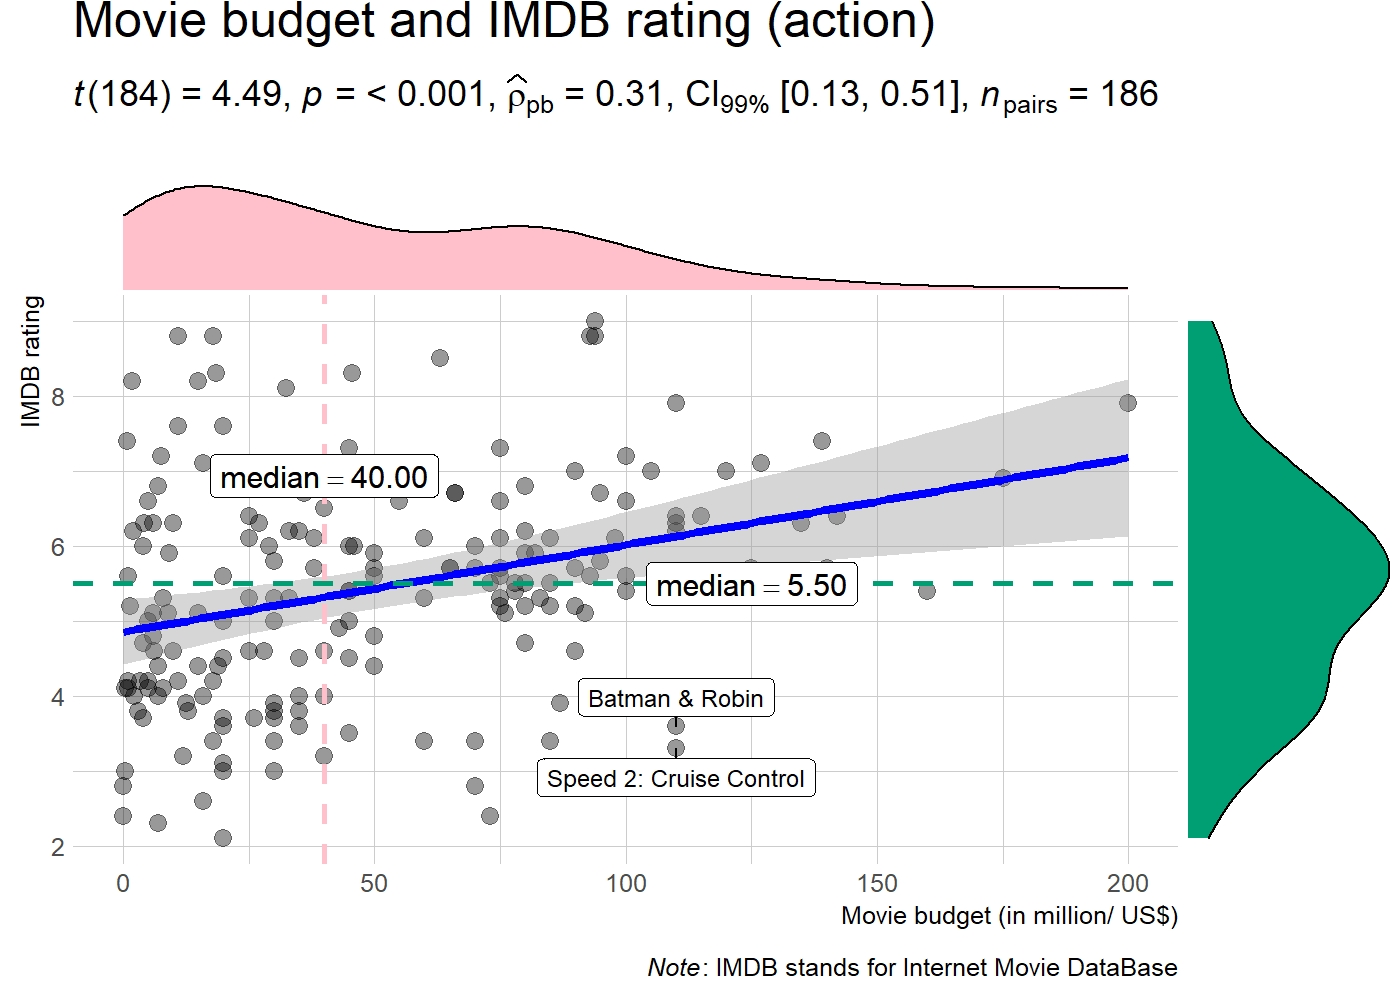 Movie budget and IMDB rating (action)
t(184) = 4.49, p = < 0.001, ρ̂pb = 0.31, CI99% [0.13, 0.51], npairs = 186
IMDB rating
8
6
4
2
median = 40.00
median = 5.50
Batman & Robin
Speed 2: Cruise Control
0 50 100 150 200
Movie budget (in million/ US$)
Note: IMDB stands for Internet Movie DataBase